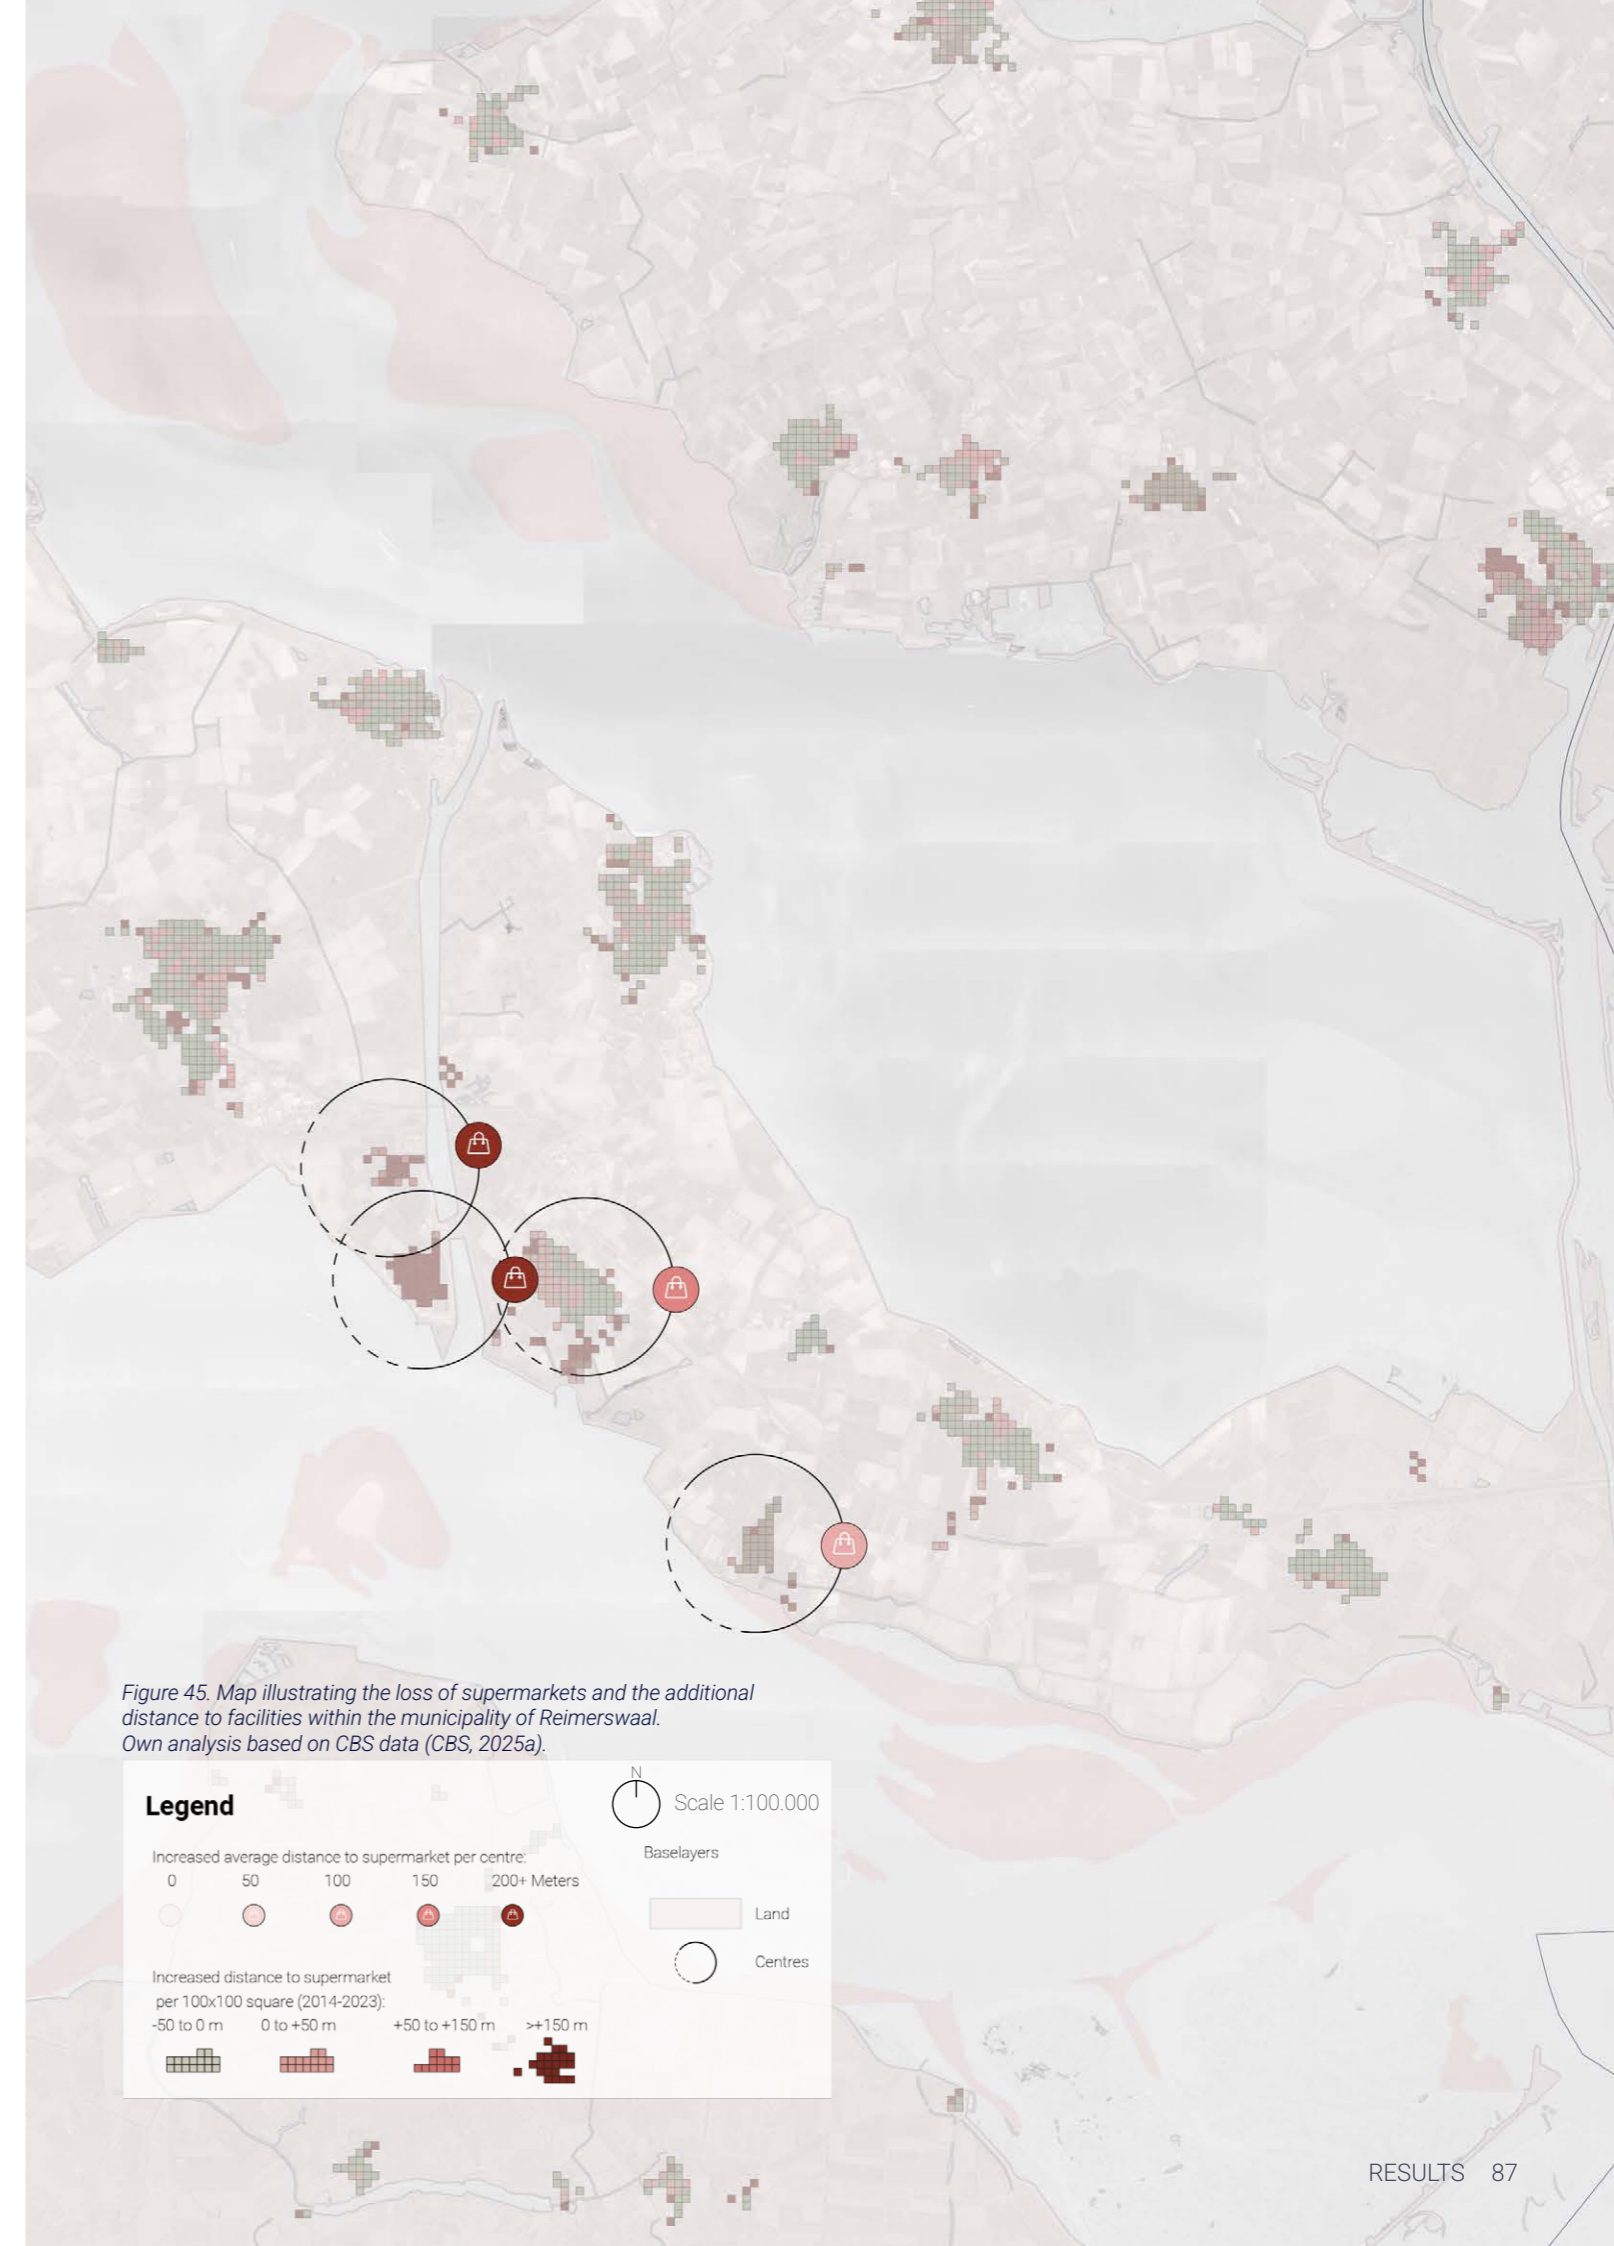 Figure 45. Map illustrating the loss of supermarkets and the additional
distance to facilities within the municipality of Reimerswaal.
Own analysis based on CBS data (CBS, 2025a).
Legend
N
Scale 1:100.000
Increased average distance to supermarket per centre:
0 50 100 150 200+ Meters
Baselayers
Land
Centres
Increased distance to supermarket
per 100x100 square (2014-2023):
-50 to 0 m 0 to +50 m +50 to +150 m >+150 m
RESULTS 87